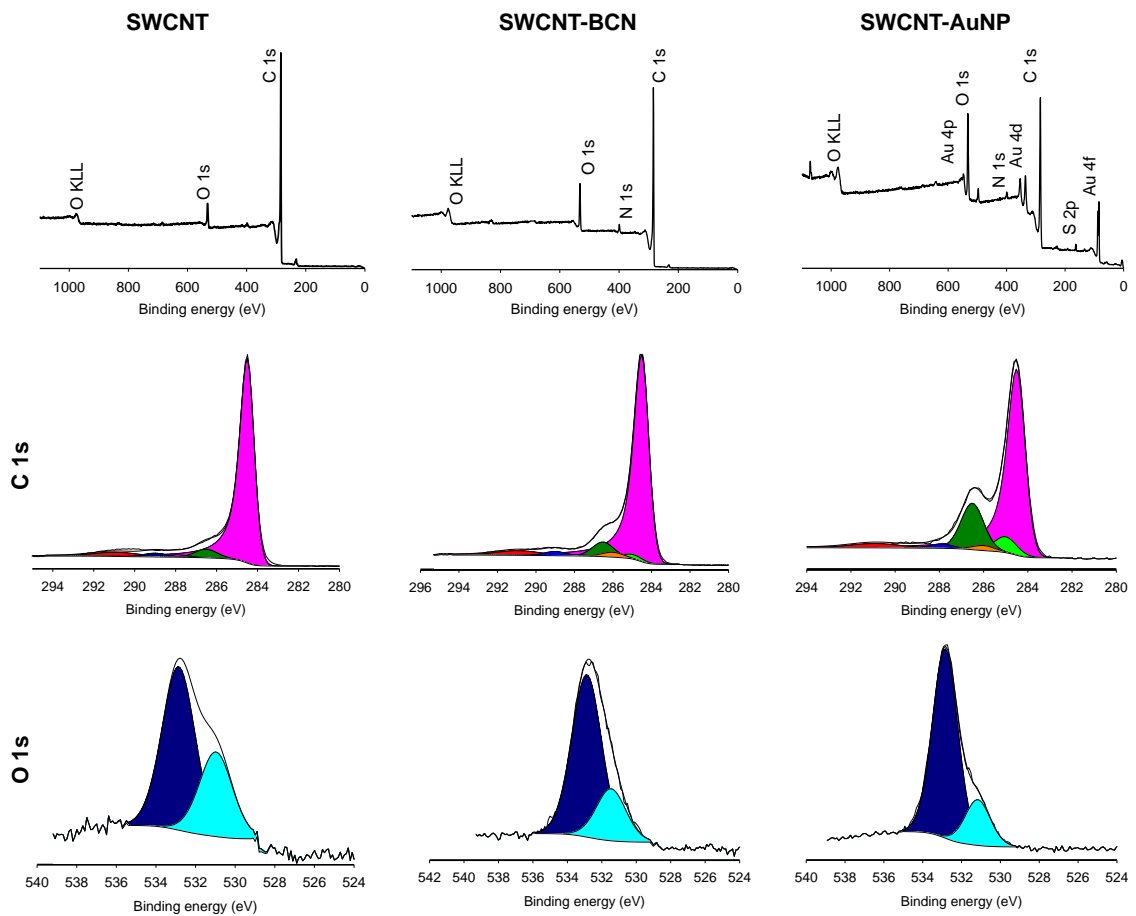 SWCNT SWCNT-BCN SWCNT-AuNP
O KLL O 1s C 1s
1000 800 600 400 200 0
Binding energy (eV)
O KLL O 1s N 1s C 1s
1000 800 600 400 200 0
Binding energy (eV)
O KLL Au 4p O 1s N 1s Au 4d C 1s S 2p Au 4f
1000 800 600 400 200 0
Binding energy (eV)
C 1s
294 292 290 288 286 284 282 280
Binding energy (eV)
296 294 292 290 288 286 284 282 280
Binding energy (eV)
294 292 290 288 286 284 282 280
Binding energy (eV)
O 1s
540 538 536 534 532 530 528 526 524
Binding energy (eV)
542 540 538 536 534 532 530 528 526 524
Binding energy (eV)
540 538 536 534 532 530 528 526 524
Binding energy (eV)